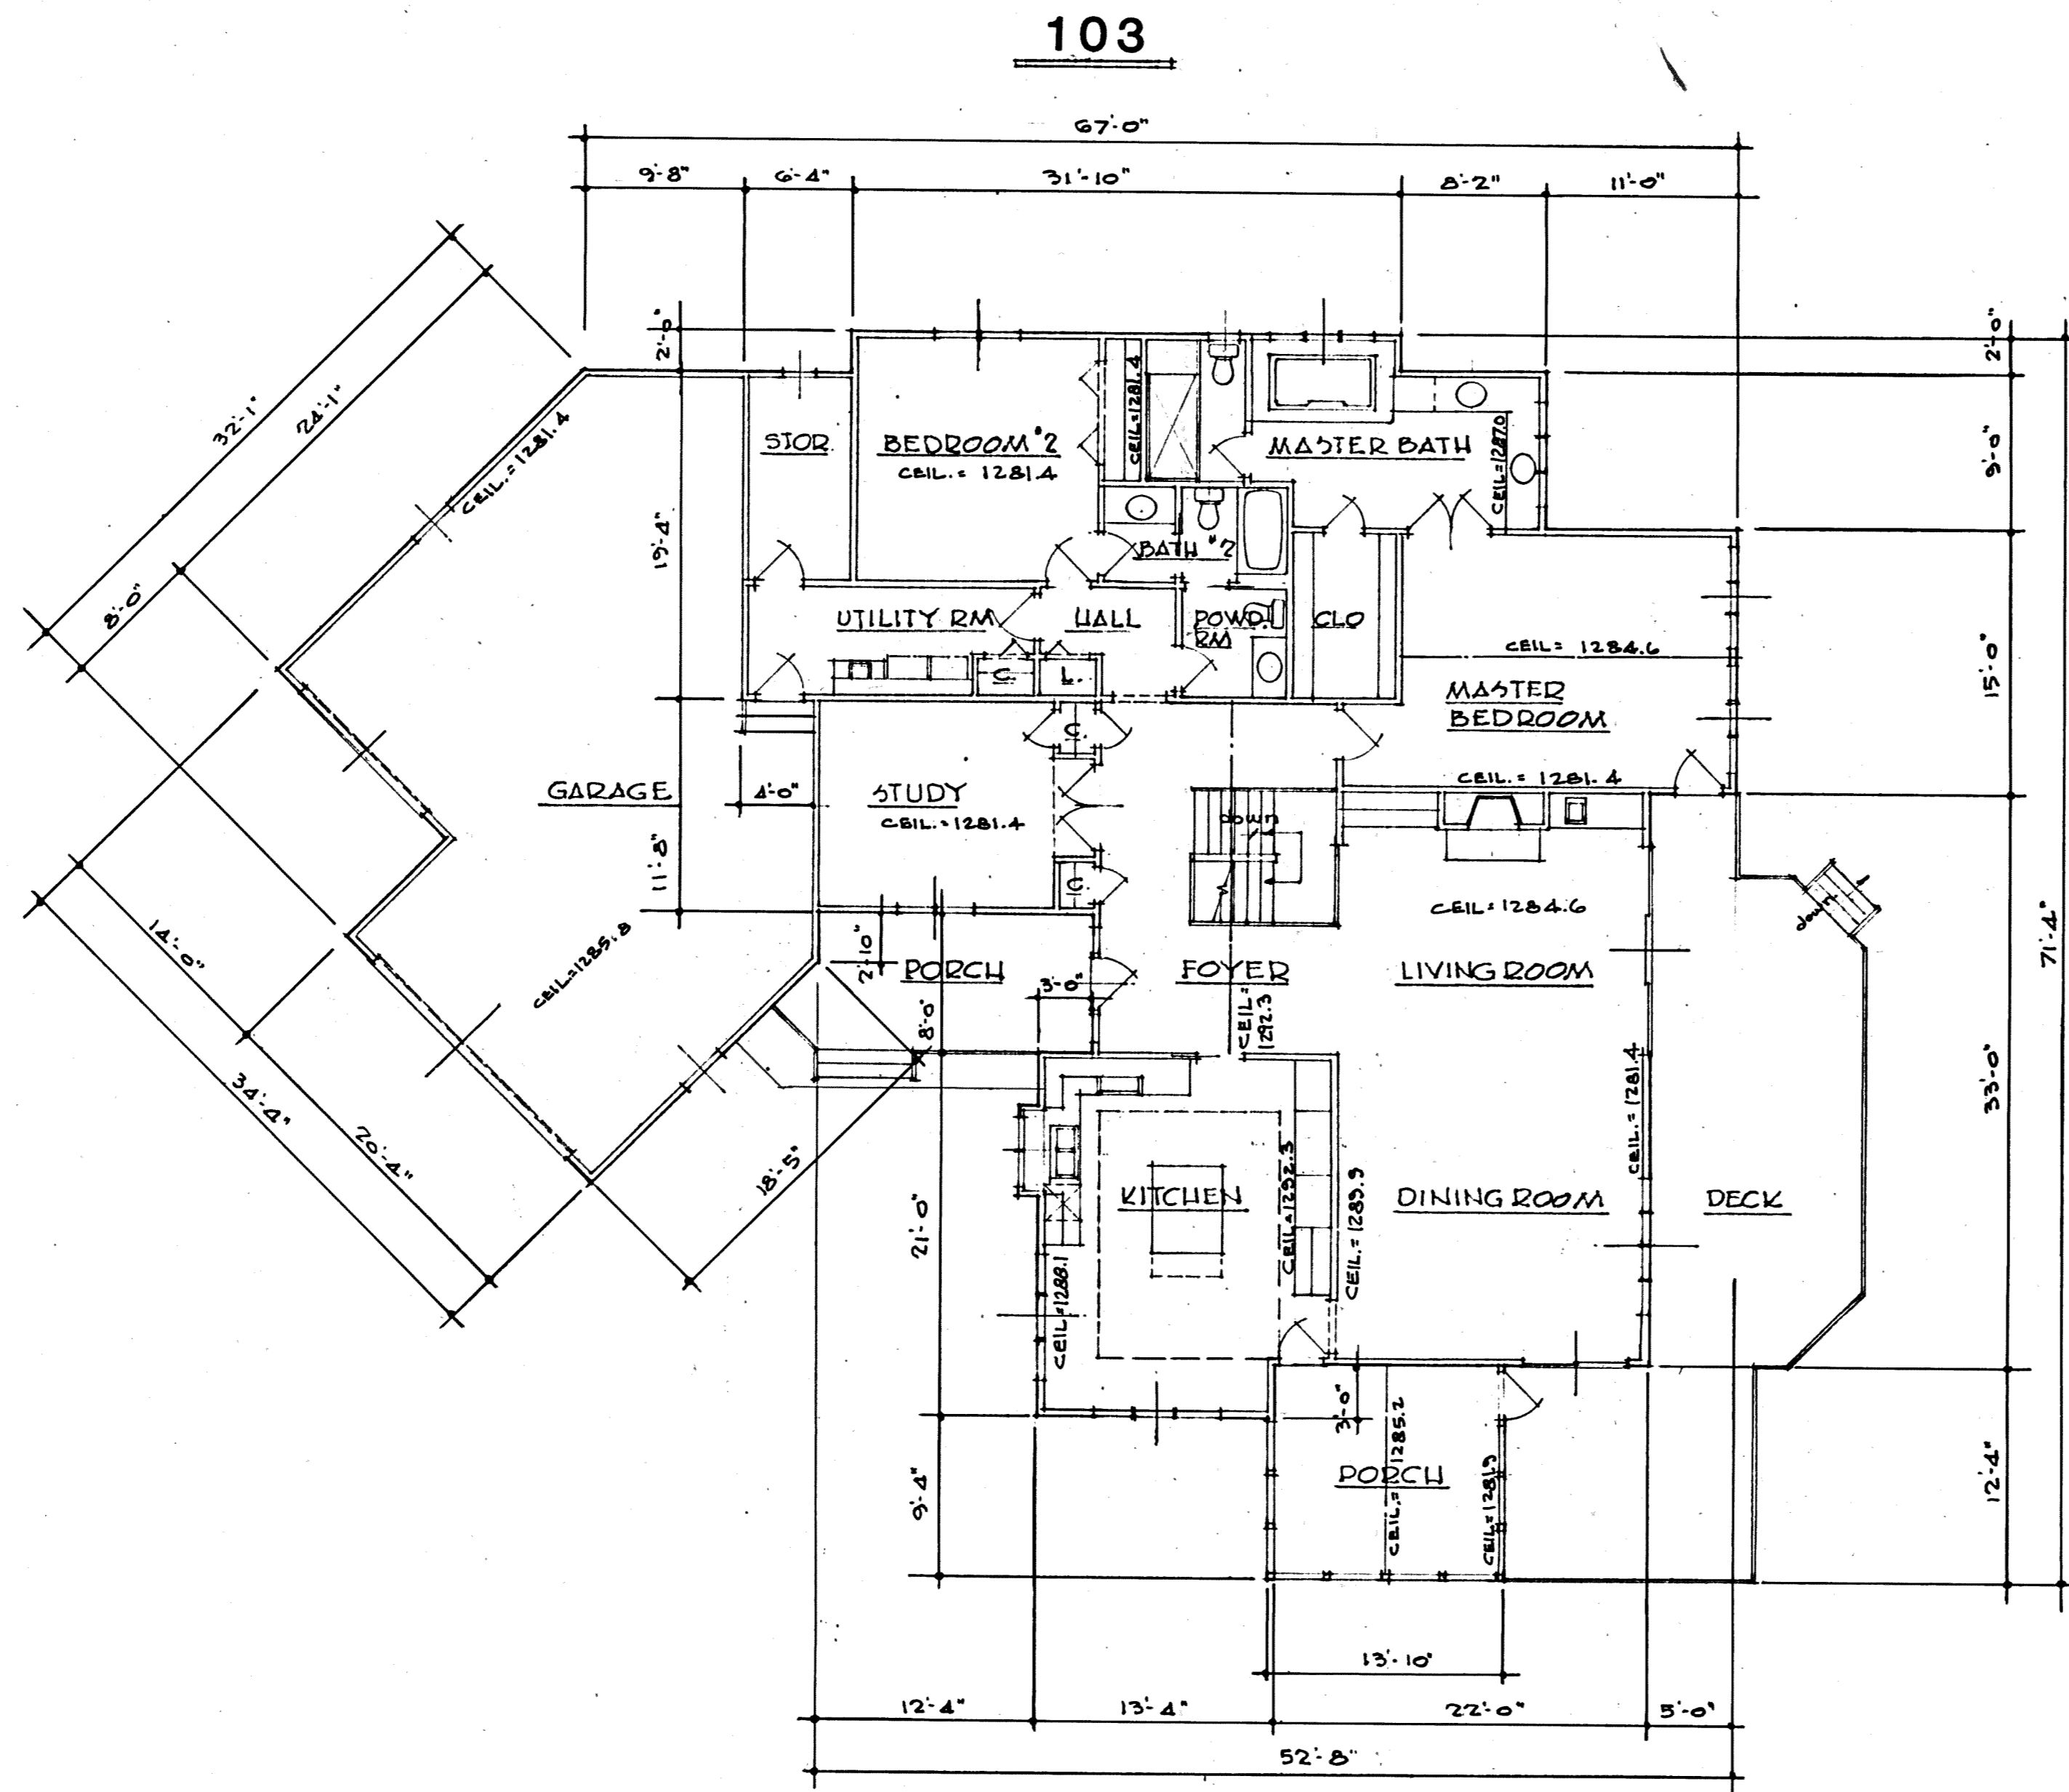 103
67'-0"
9'-8" 6'-4" 31'-10" 8'-2" 11'-0"
2'-0" 2'-0"
32'-1" 24'-1"
CEIL.=1281.4
STOR BEDROOM #2 CEIL=1281.4 MASTER BATH 9'-0"
CEIL.= 1281.4 CEIL=1287.0
19'-4"
BATH #2
8'-0" UTILITY RM HALL POWD. RM CLO
CEIL= 1284.6
C. L. MASTER 15'-0"
BEDROOM
C.
CEIL.= 1281.4
GARAGE 4'-0" STUDY
CEIL.=1281.4 DOWN
11'-8" C
CEIL=1284.6 down
14'-0" CEIL=1285.8 2'-10" PORCH FOYER LIVING ROOM 71'-4"
3'-0" CEIL=
1292.3
8'-0"
34'-4" 20'-4" 18'-5" CEIL.=1281.4 33'-0"
21'-0" KITCHEN CEIL=1292.3 CEIL.=1289.9 DINING ROOM DECK
CEIL=1288.1
3'-0" CEIL.=1285.2
9'-4" PORCH CEIL=1281.9 12'-4"
13'-10"
12'-4" 13'-4" 22'-0" 5'-0"
52'-8"